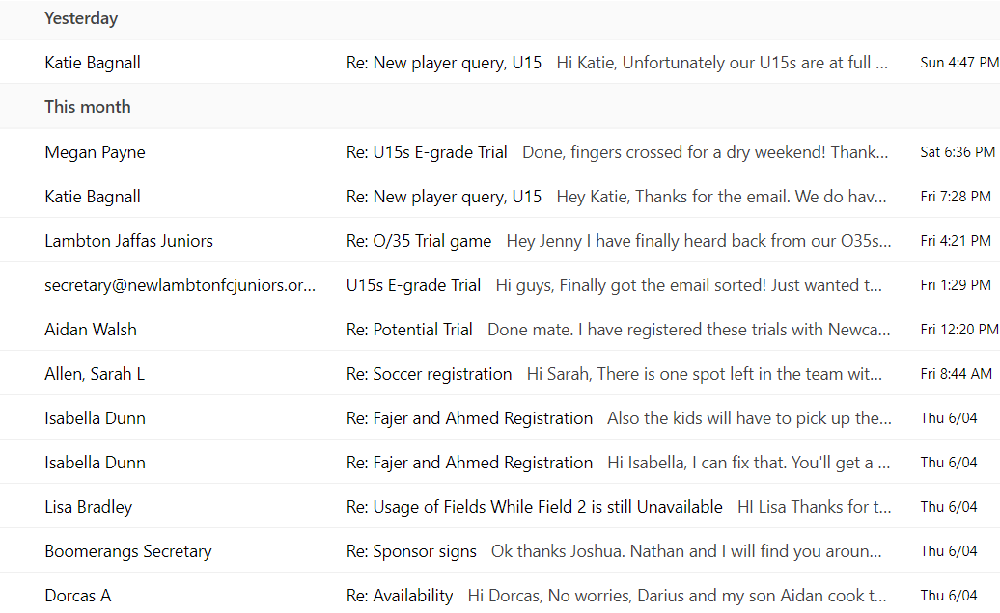 Yesterday
Katie Bagnall Re: New player query, U15 Hi Katie, Unfortunately our U15s are at full ... Sun 4:47 PM
This month
Megan Payne Re: U15s E-grade Trial Done, fingers crossed for a dry weekend! Thank... Sat 6:36 PM
Katie Bagnall Re: New player query, U15 Hey Katie, Thanks for the email. We do hav... Fri 7:28 PM
Lambton Jaffas Juniors Re: O/35 Trial game Hey Jenny I have finally heard back from our O35s... Fri 4:21 PM
secretary@newlambtonfcjuniors.or... U15s E-grade Trial Hi guys, Finally got the email sorted! Just wanted t... Fri 1:29 PM
Aidan Walsh Re: Potential Trial Done mate. I have registered these trials with Newca... Fri 12:20 PM
Allen, Sarah L Re: Soccer registration Hi Sarah, There is one spot left in the team wit... Fri 8:44 AM
Isabella Dunn Re: Fajer and Ahmed Registration Also the kids will have to pick up the... Thu 6/04
Isabella Dunn Re: Fajer and Ahmed Registration Hi Isabella, I can fix that. You'll get a ... Thu 6/04
Lisa Bradley Re: Usage of Fields While Field 2 is still Unavailable HI Lisa Thanks for t... Thu 6/04
Boomerangs Secretary Re: Sponsor signs Ok thanks Joshua. Nathan and I will find you aroun... Thu 6/04
Dorcas A Re: Availability Hi Dorcas, No worries, Darius and my son Aidan cook t... Thu 6/04